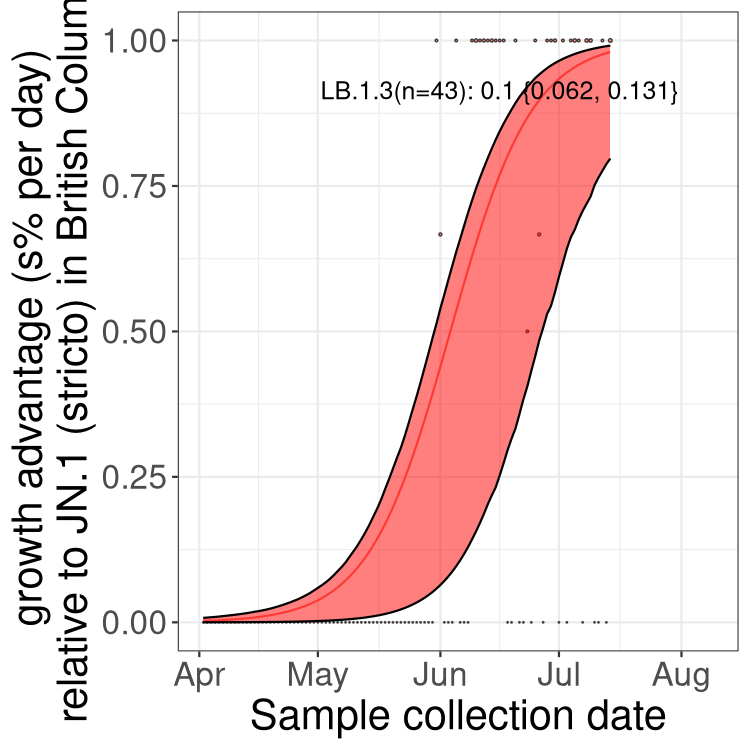 growth advantage (s% per day)
relative to JN.1 (stricto) in British Colum
1.00
0.75
0.50
0.25
0.00
LB.1.3(n=43): 0.1 {0.062, 0.131}
Apr May Jun Jul Aug
Sample collection date